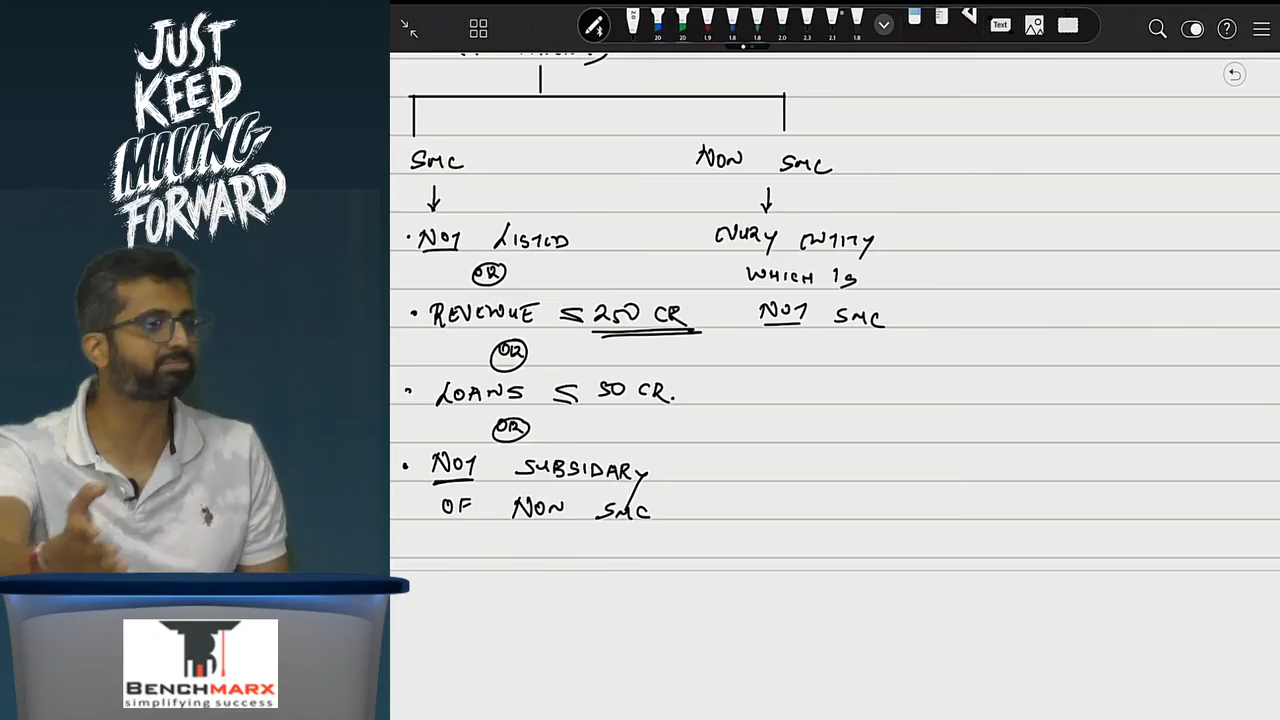 JUST
KEEP
MOVING
FORWARD
SMC
NON SMC
· NOT LISTED
OR
· REVENUE ≤ 250 CR
OR
· LOANS ≤ 50 CR.
OR
· NOT SUBSIDARY
OF NON SMC
EVERY ENTITY
WHICH IS
NOT SMC
BENCHMARX
simplifying success
Text